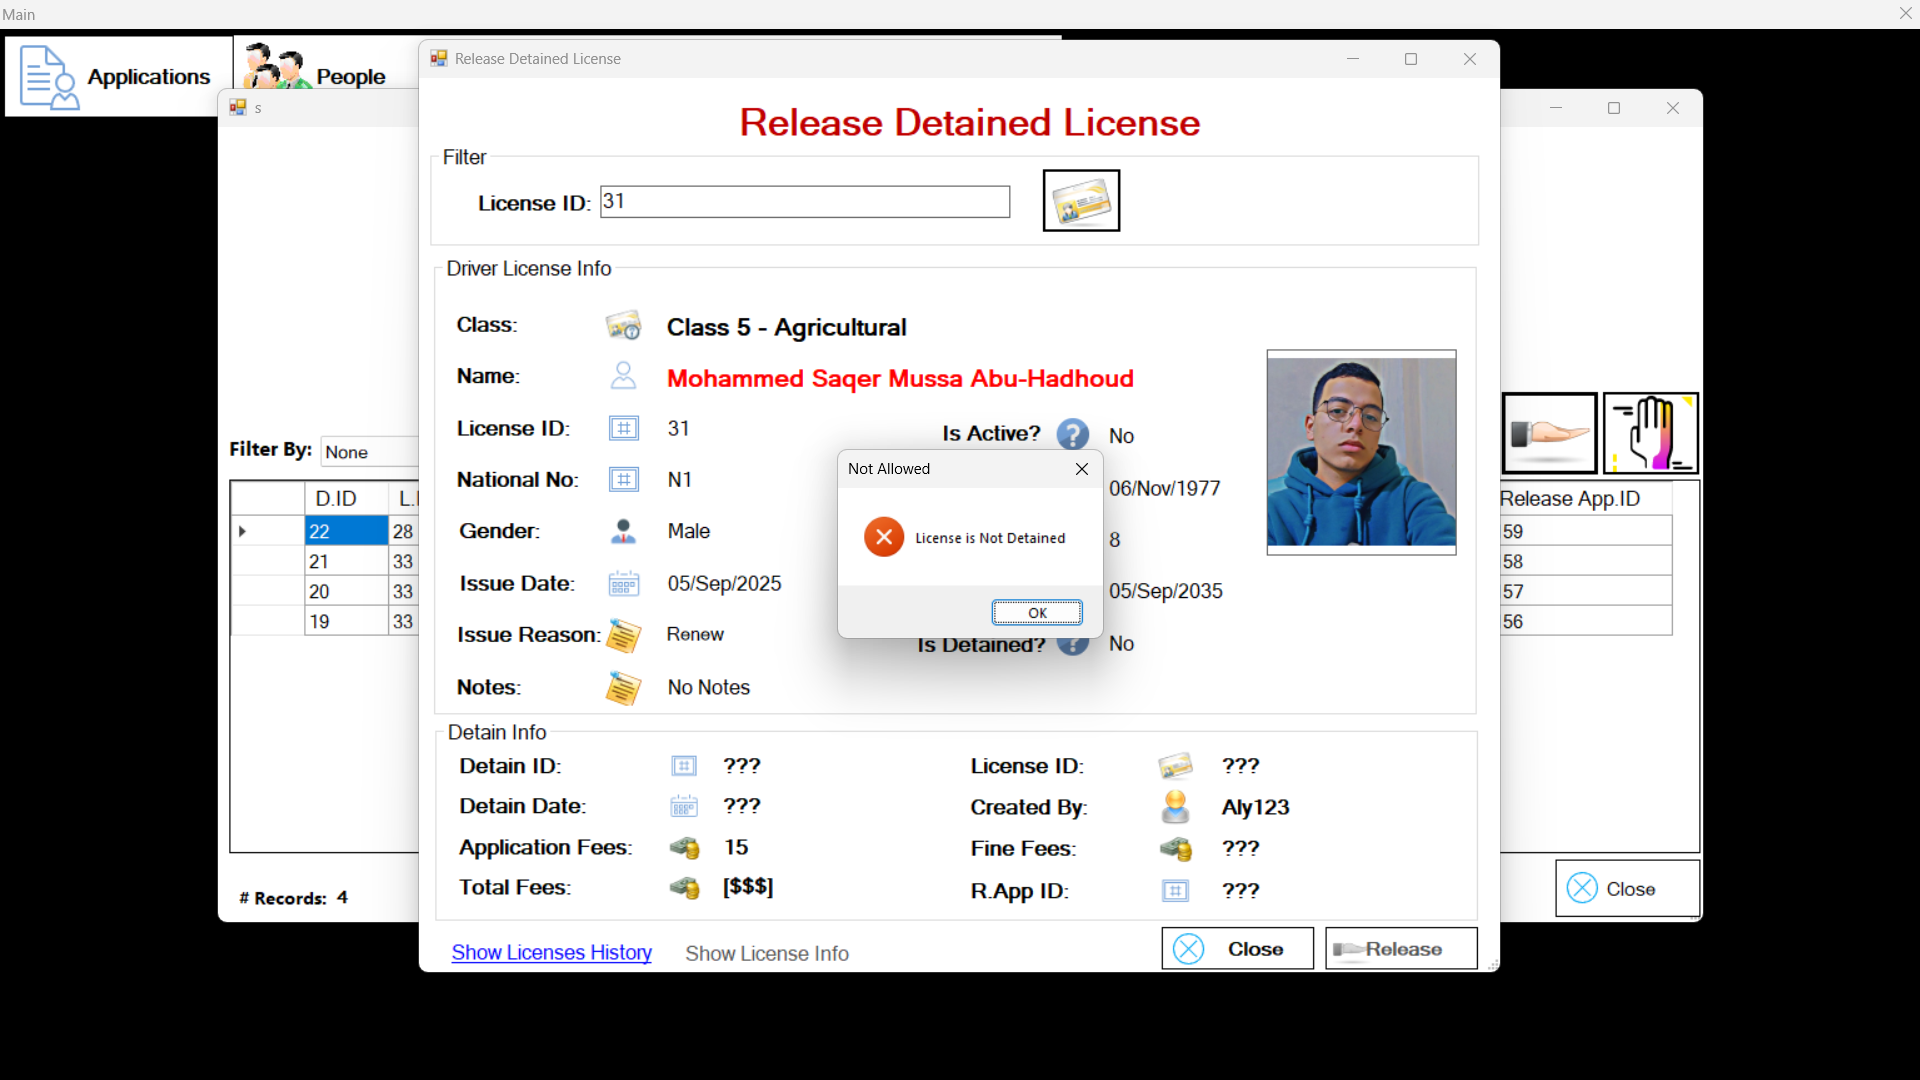 Main
Applications
People
s
Release Detained License
Release Detained License
Filter
License ID: 31
Driver License Info
Class: Class 5 - Agricultural
Name: Mohammed Saqer Mussa Abu-Hadhoud
License ID: 31
Is Active? No
National No: N1
06/Nov/1977
Gender: Male
8
Issue Date: 05/Sep/2025
05/Sep/2035
Issue Reason: Renew
Is Detained? No
Notes: No Notes
Not Allowed
License is Not Detained
OK
Detain Info
Detain ID: ???
License ID: ???
Detain Date: ???
Created By: Aly123
Application Fees: 15
Fine Fees: ???
Total Fees: [$$$]
R.App ID: ???
Show Licenses History
Show License Info
Close
Release
Filter By: None
D.ID Release App.ID
22 28 59
21 33 58
20 33 57
19 33 56
# Records: 4
Close